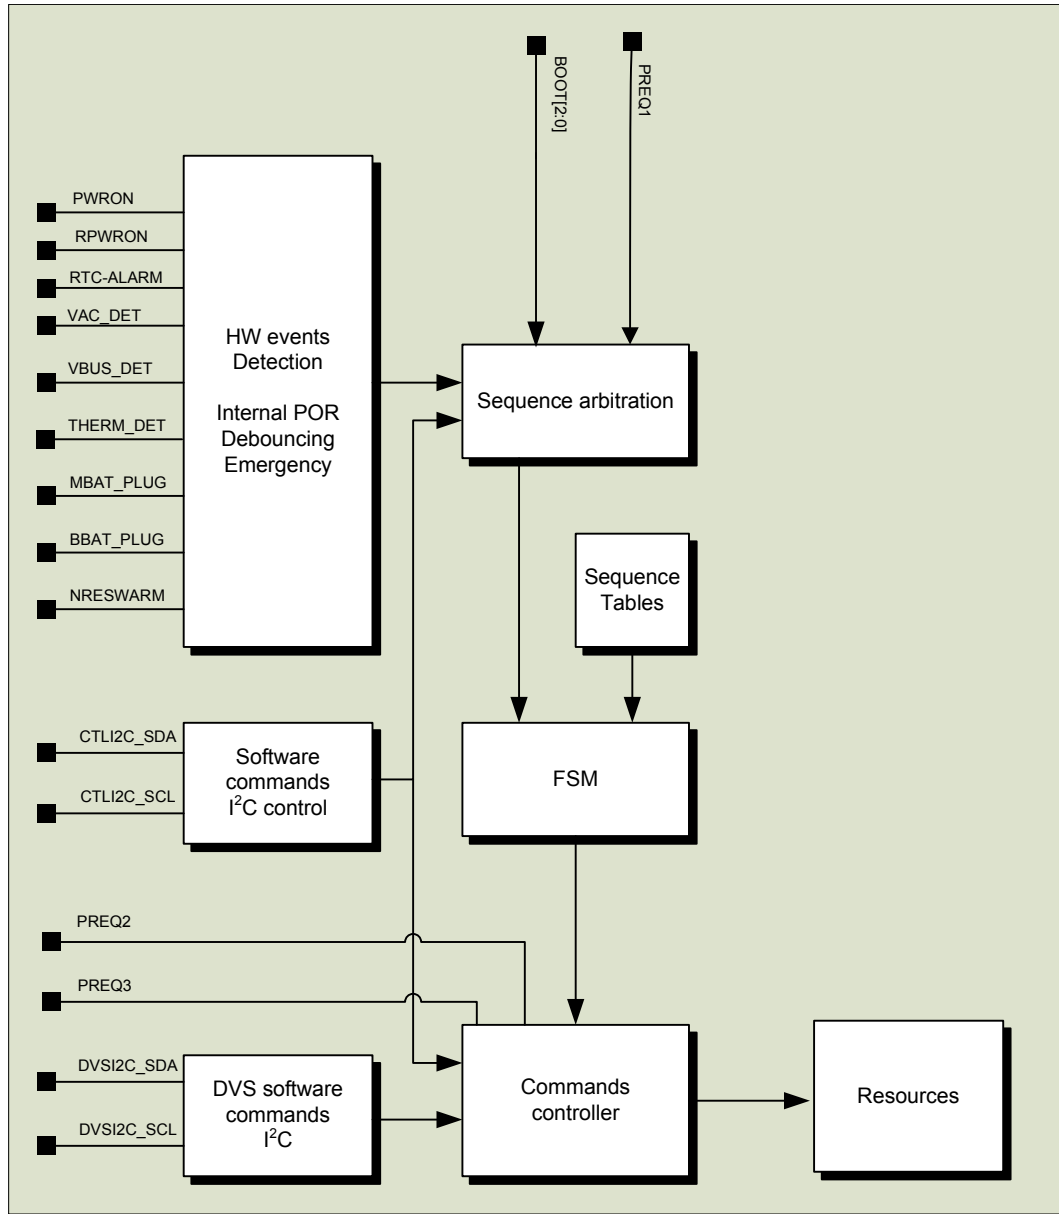 BOOT[2:0]
PREQ1
PWRON
RPWRON
RTC-ALARM
VAC_DET
VBUS_DET
THERM_DET
MBAT_PLUG
BBAT_PLUG
NRESWARM
HW events
Detection
Internal POR
Debouncing
Emergency
Sequence arbitration
Sequence
Tables
CTLI2C_SDA
CTLI2C_SCL
Software
commands
I²C control
FSM
PREQ2
PREQ3
DVSI2C_SDA
DVSI2C_SCL
DVS software
commands
I²C
Commands
controller
Resources